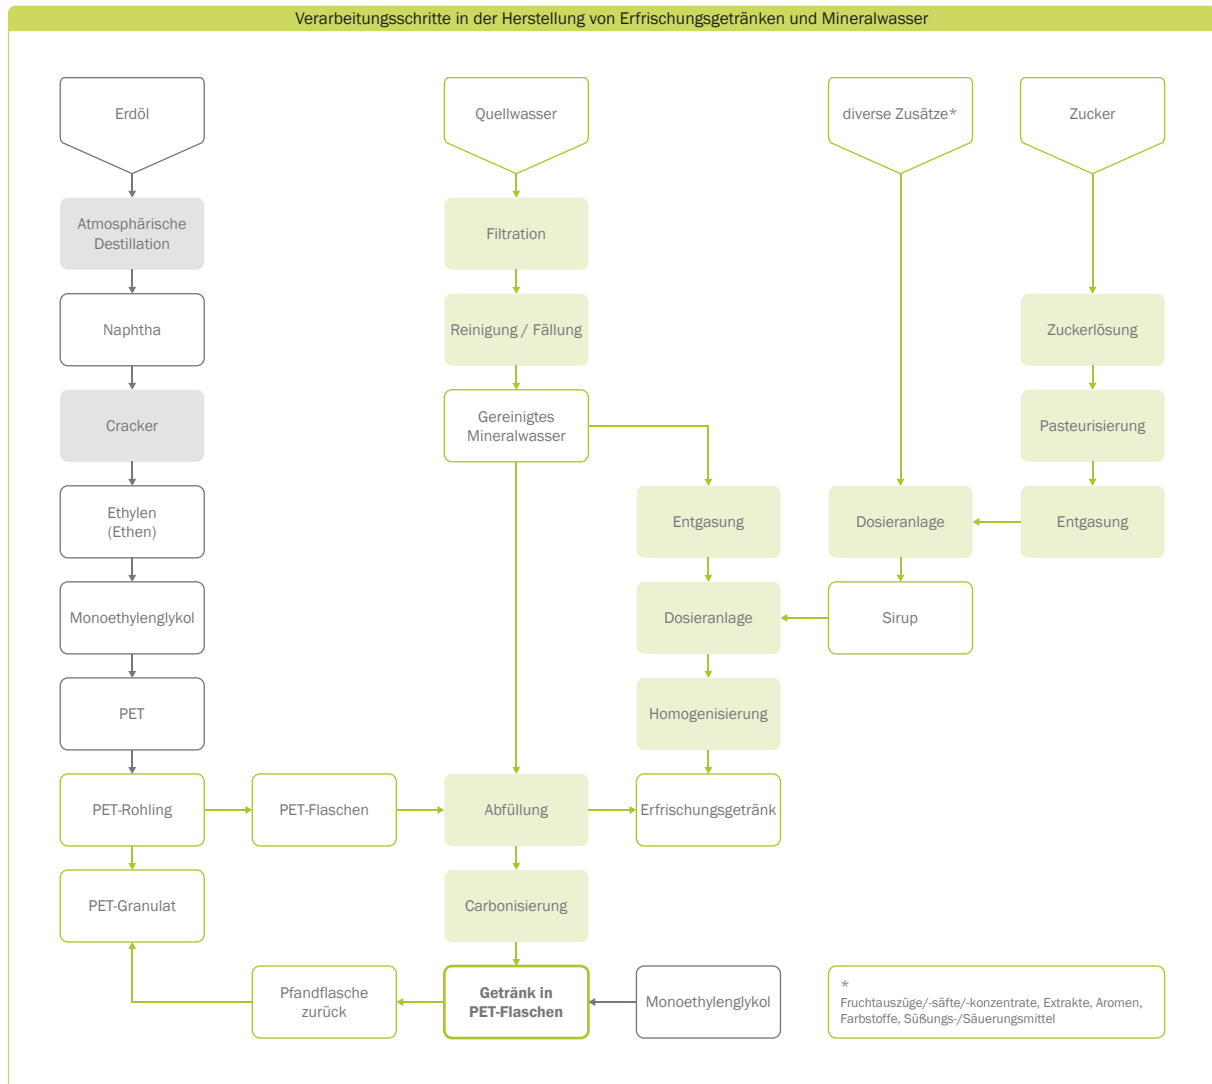 Verarbeitungsschritte in der Herstellung von Erfrischungsgetränken und Mineralwasser
Erdöl
Quellwasser
diverse Zusätze*
Zucker
Atmosphärische
Destillation
Filtration
Naphtha
Reinigung / Fällung
Zuckerlösung
Cracker
Gereinigtes
Mineralwasser
Pasteurisierung
Ethylen
(Ethen)
Entgasung
Dosieranlage
Entgasung
Monoethylenglykol
Dosieranlage
Sirup
PET
Homogenisierung
PET-Rohling
PET-Flaschen
Abfüllung
Erfrischungsgetränk
PET-Granulat
Carbonisierung
Pfandflasche
zurück
Getränk in
PET-Flaschen
Monoethylenglykol
*
Fruchtauszüge/-säfte/-konzentrate, Extrakte, Aromen,
Farbstoffe, Süßungs-/Säuerungsmittel